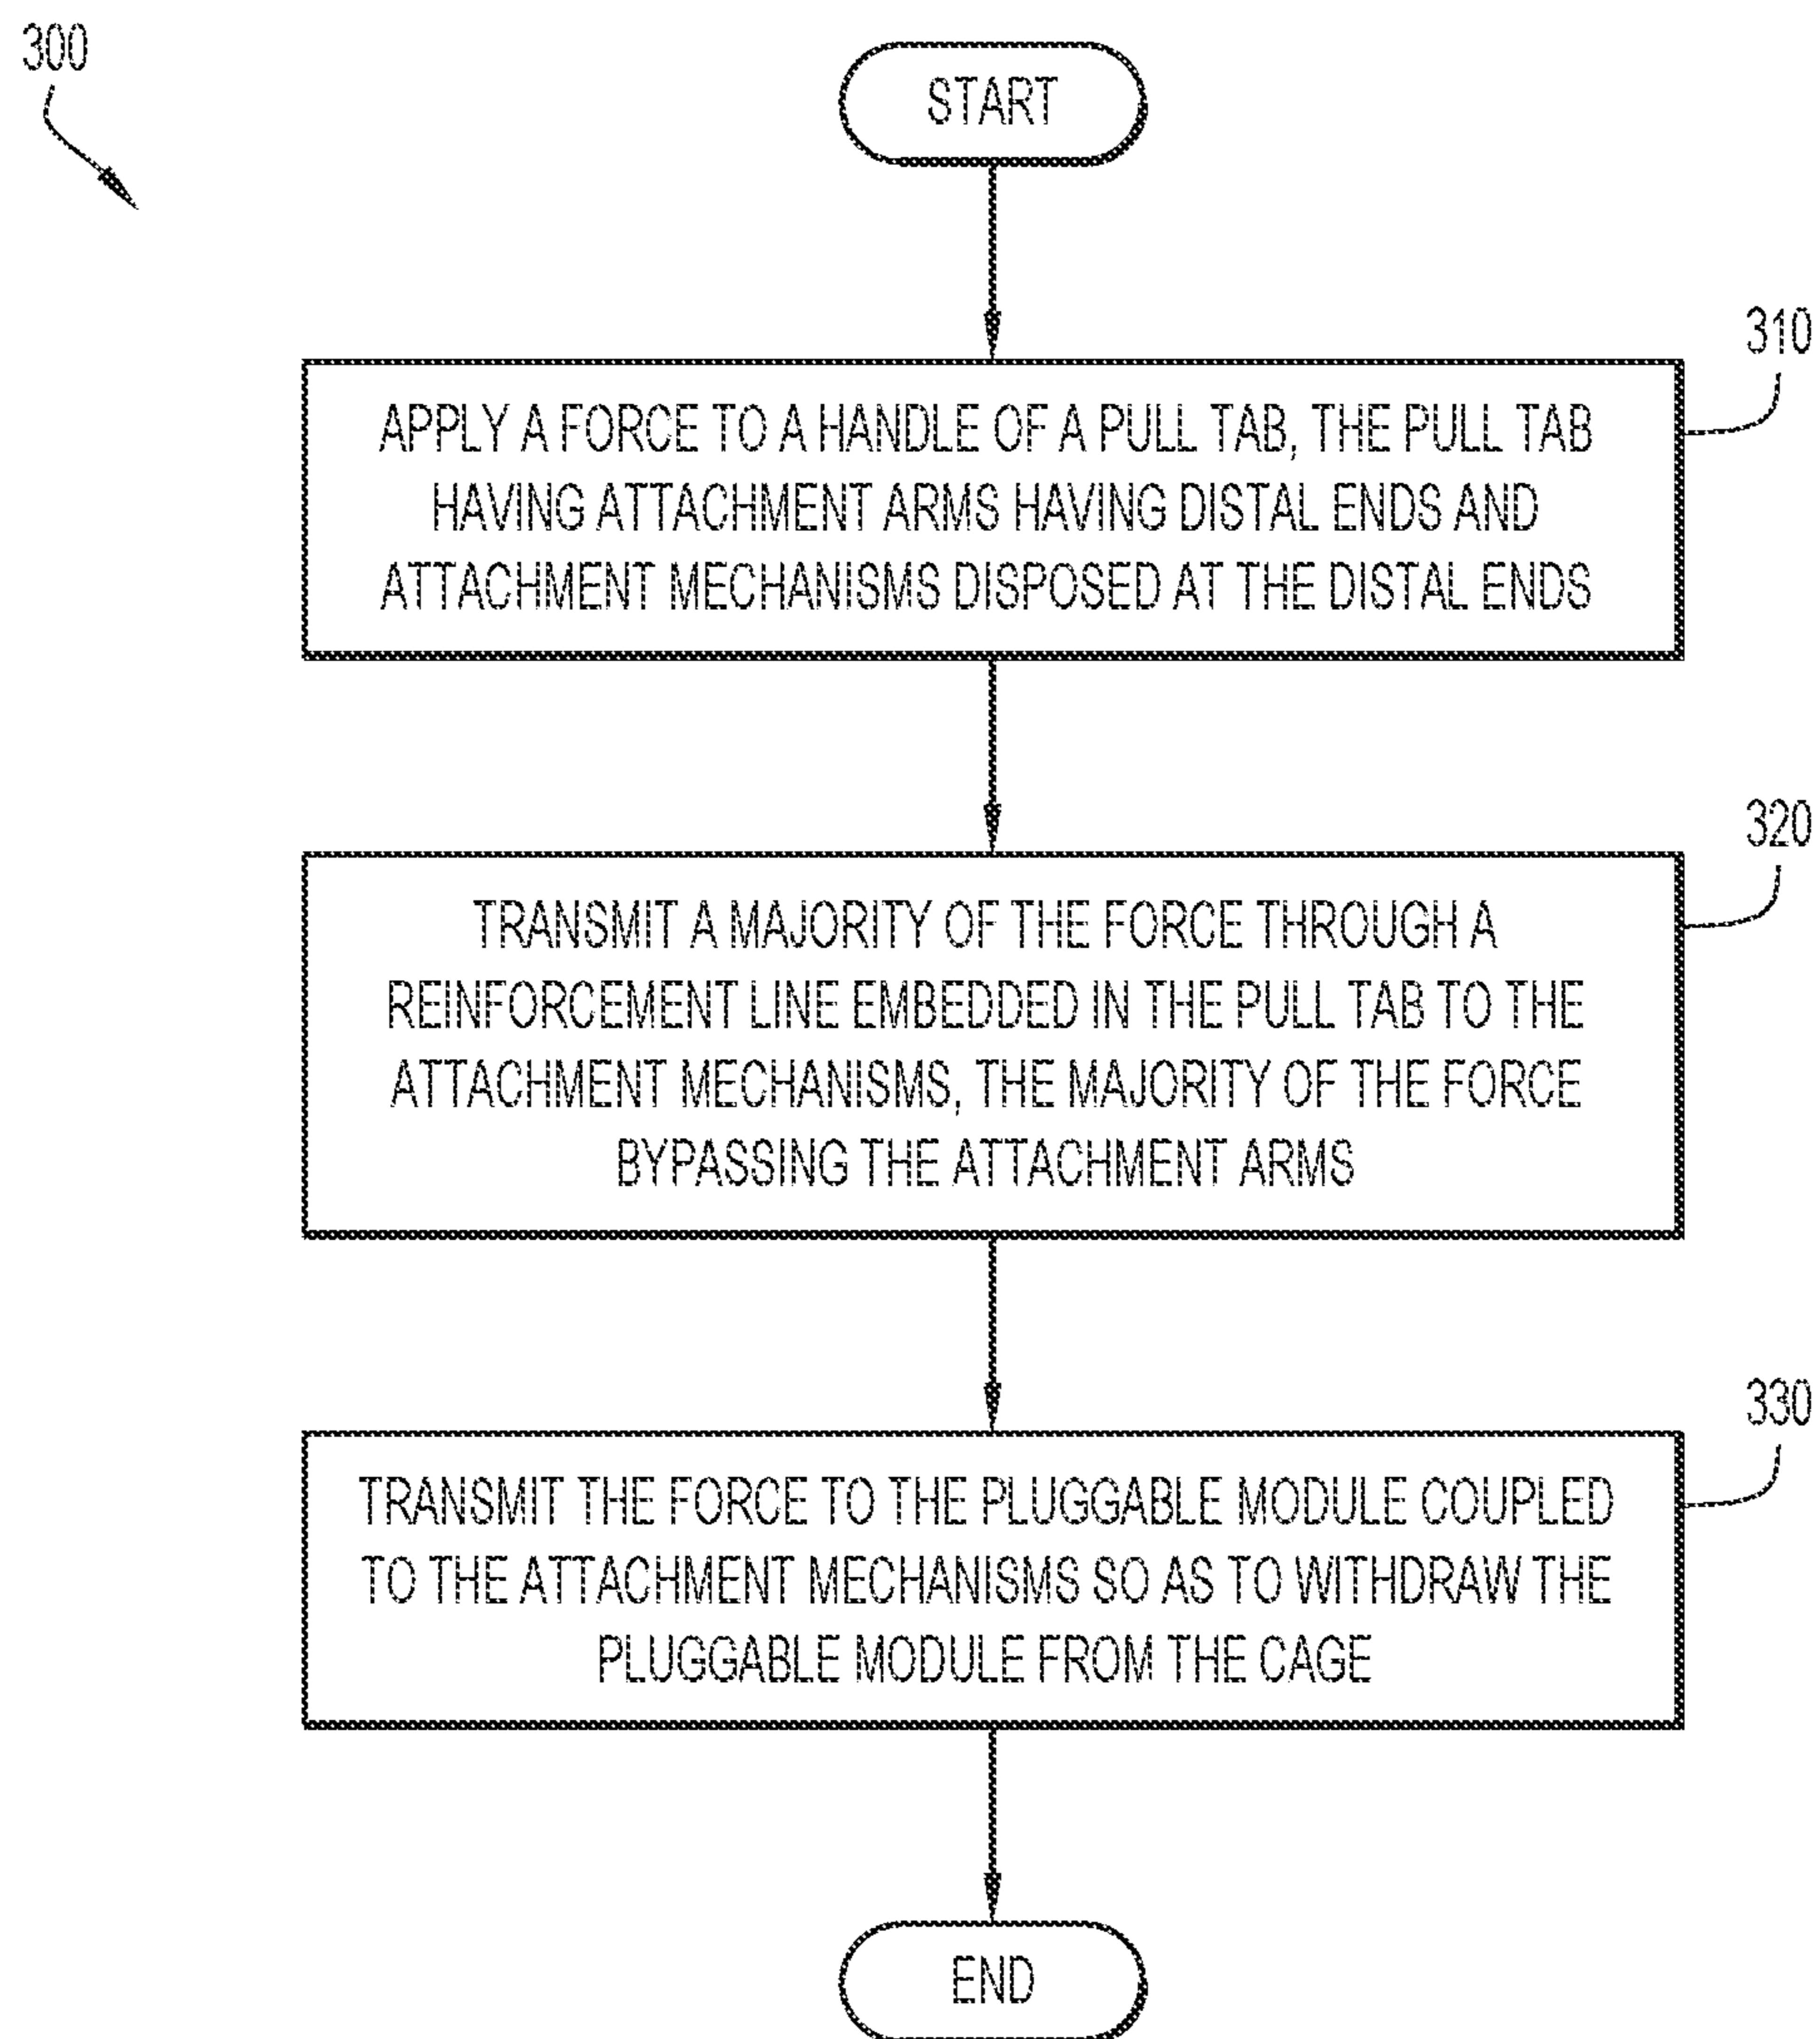 300
START
310
APPLY A FORCE TO A HANDLE OF A PULL TAB, THE PULL TAB
HAVING ATTACHMENT ARMS HAVING DISTAL ENDS AND
ATTACHMENT MECHANISMS DISPOSED AT THE DISTAL ENDS
320
TRANSMIT A MAJORITY OF THE FORCE THROUGH A
REINFORCEMENT LINE EMBEDDED IN THE PULL TAB TO THE
ATTACHMENT MECHANISMS, THE MAJORITY OF THE FORCE
BYPASSING THE ATTACHMENT ARMS
330
TRANSMIT THE FORCE TO THE PLUGGABLE MODULE COUPLED
TO THE ATTACHMENT MECHANISMS SO AS TO WITHDRAW THE
PLUGGABLE MODULE FROM THE CAGE
END